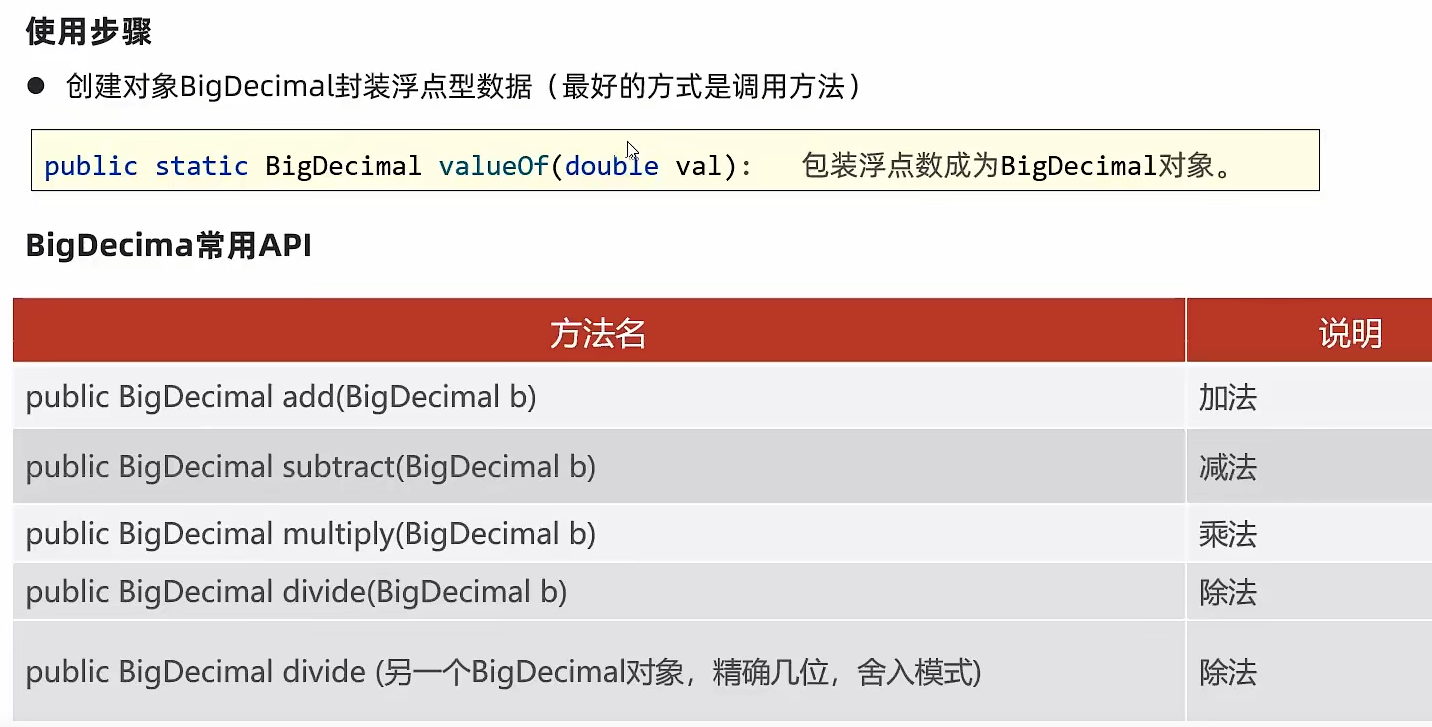 使用步骤
● 创建对象BigDecimal封装浮点型数据（最好的方式是调用方法）
public static BigDecimal valueOf(double val): 包装浮点数成为BigDecimal对象。
BigDecima常用API
方法名 说明
public BigDecimal add(BigDecimal b) 加法
public BigDecimal subtract(BigDecimal b) 减法
public BigDecimal multiply(BigDecimal b) 乘法
public BigDecimal divide(BigDecimal b) 除法
public BigDecimal divide (另一个BigDecimal对象，精确几位，舍入模式) 除法